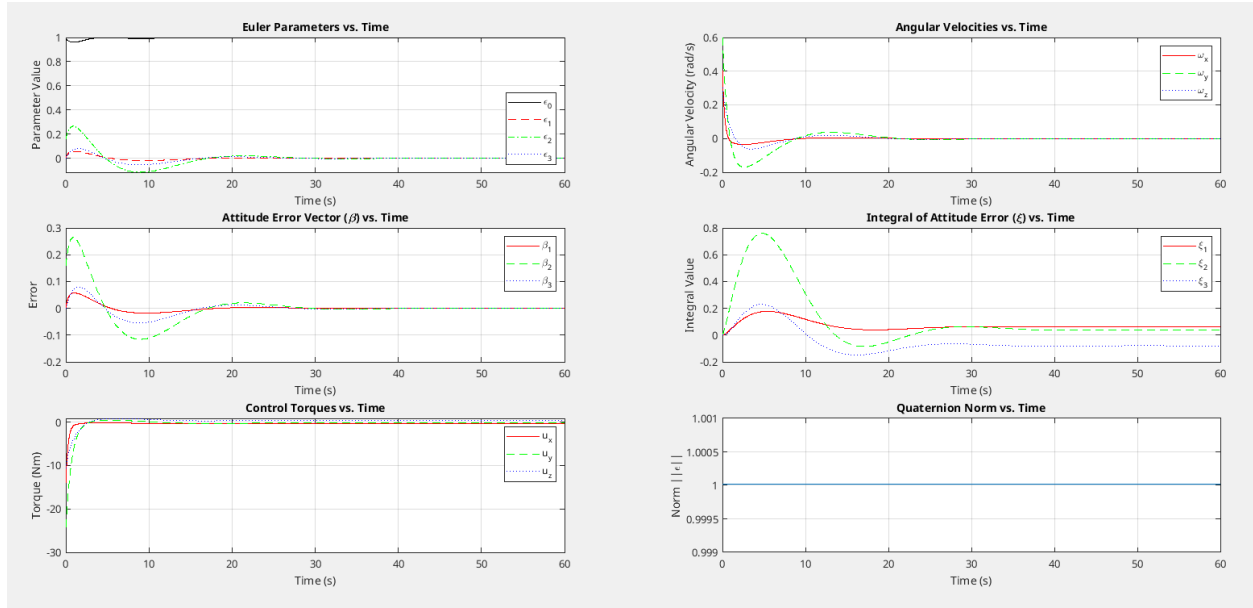 Euler Parameters vs. Time
Parameter Value
1
0.8
0.6
0.4
0.2
0
0 10 20 30 40 50 60
Time (s)
ϵ₀
ϵ₁
ϵ₂
ϵ₃
Angular Velocities vs. Time
Angular Velocity (rad/s)
0.6
0.4
0.2
0
-0.2
0 10 20 30 40 50 60
Time (s)
ω_x
ω_y
ω_z
Attitude Error Vector (β) vs. Time
Error
0.3
0.2
0.1
0
-0.1
-0.2
0 10 20 30 40 50 60
Time (s)
β₁
β₂
β₃
Integral of Attitude Error (ξ) vs. Time
Integral Value
0.8
0.6
0.4
0.2
0
-0.2
0 10 20 30 40 50 60
Time (s)
ξ₁
ξ₂
ξ₃
Control Torques vs. Time
Torque (Nm)
0
-10
-20
-30
0 10 20 30 40 50 60
Time (s)
u_x
u_y
u_z
Quaternion Norm vs. Time
Norm ||ϵ||
1.001
1.0005
1
0.9995
0.999
0 10 20 30 40 50 60
Time (s)